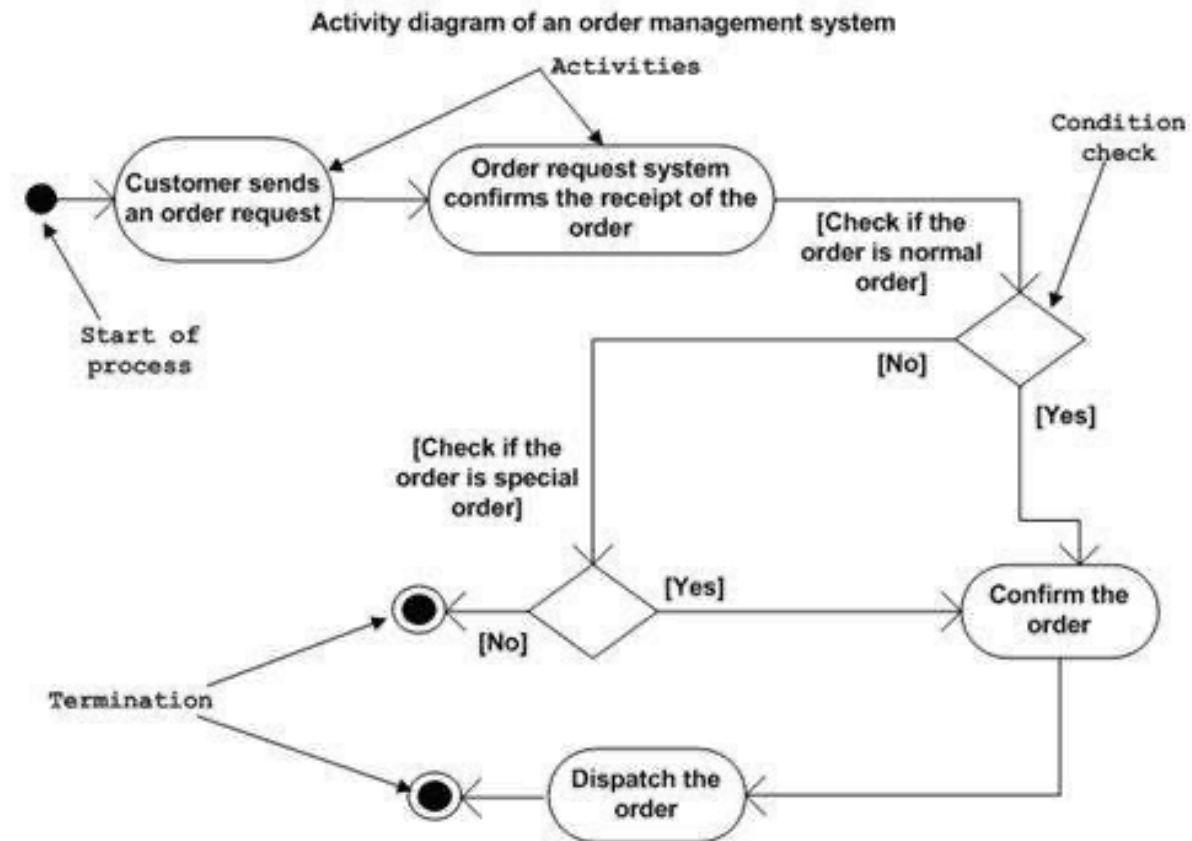 Activity diagram of an order management system
Activities
Condition
check
Customer sends
an order request
Order request system
confirms the receipt of the
order
[Check if the
order is normal
order]
Start of
process
[No]
[Yes]
[Check if the
order is special
order]
[Yes]
[No]
Confirm the
order
Termination
Dispatch the
order